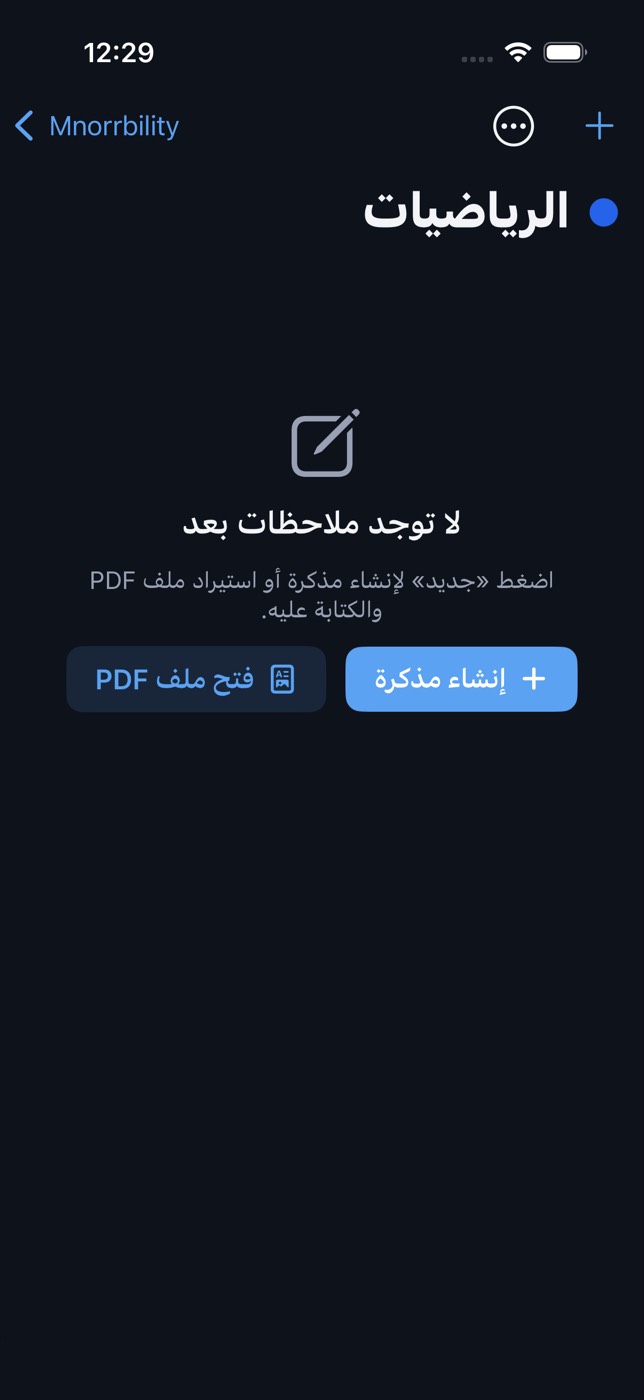 12:29
Mnorrbility
الرياضيات
لا توجد ملاحظات بعد
اضغط «جديد» لإنشاء مذكرة أو استيراد ملف PDF
والكتابة عليه.
إنشاء مذكرة
فتح ملف PDF